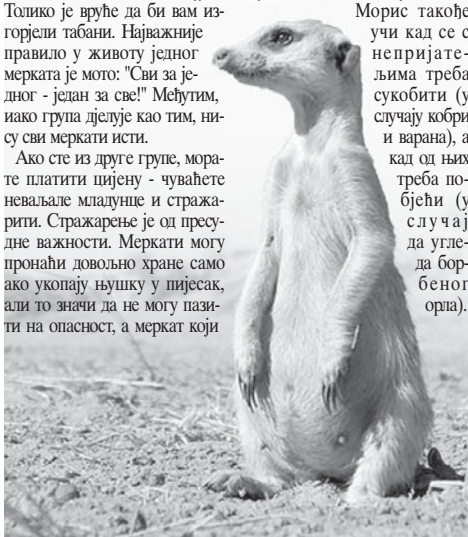 Толико је вруће да би вам из-
горјели табани. Најважније
правило у животу једног
мерката је мото: "Сви за је-
дног - један за све!" Међутим,
иако група дјелује као тим, ни-
су сви меркати исти.
Ако сте из друге групе, мора-
те платити цијену - чуваћете
неваљале младунце и стража-
рити. Стражарење је од пресу-
дне важности. Меркати могу
пронаћи довољно хране само
ако укопају њушку у пијесак,
али то значи да не могу пази-
ти на опасност, а меркат који
Морис такође
учи кад се с
непријате-
љима треба
сукобити (у
случају кобри
и варана), а
кад од њих
треба по-
бјећи (у
случај
да угле-
да бор-
беног
орла).